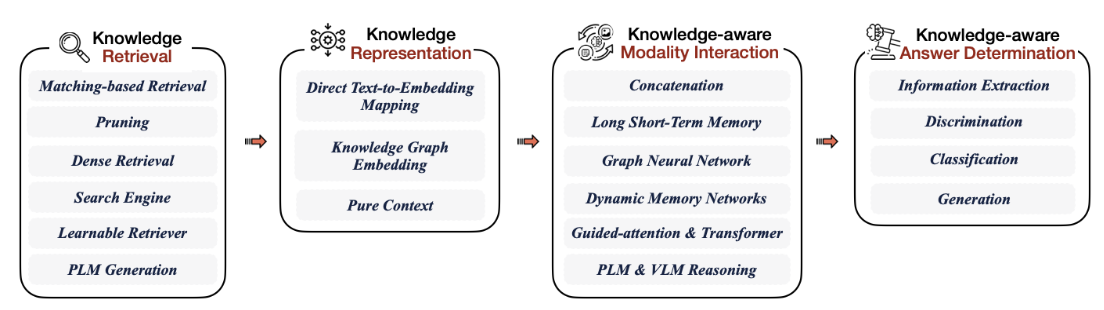 Knowledge
Retrieval
Matching-based Retrieval
Pruning
Dense Retrieval
Search Engine
Learnable Retriever
PLM Generation
Knowledge
Representation
Direct Text-to-Embedding
Mapping
Knowledge Graph
Embedding
Pure Context
Knowledge-aware
Modality Interaction
Concatenation
Long Short-Term Memory
Graph Neural Network
Dynamic Memory Networks
Guided-attention & Transformer
PLM & VLM Reasoning
Knowledge-aware
Answer Determination
Information Extraction
Discrimination
Classification
Generation